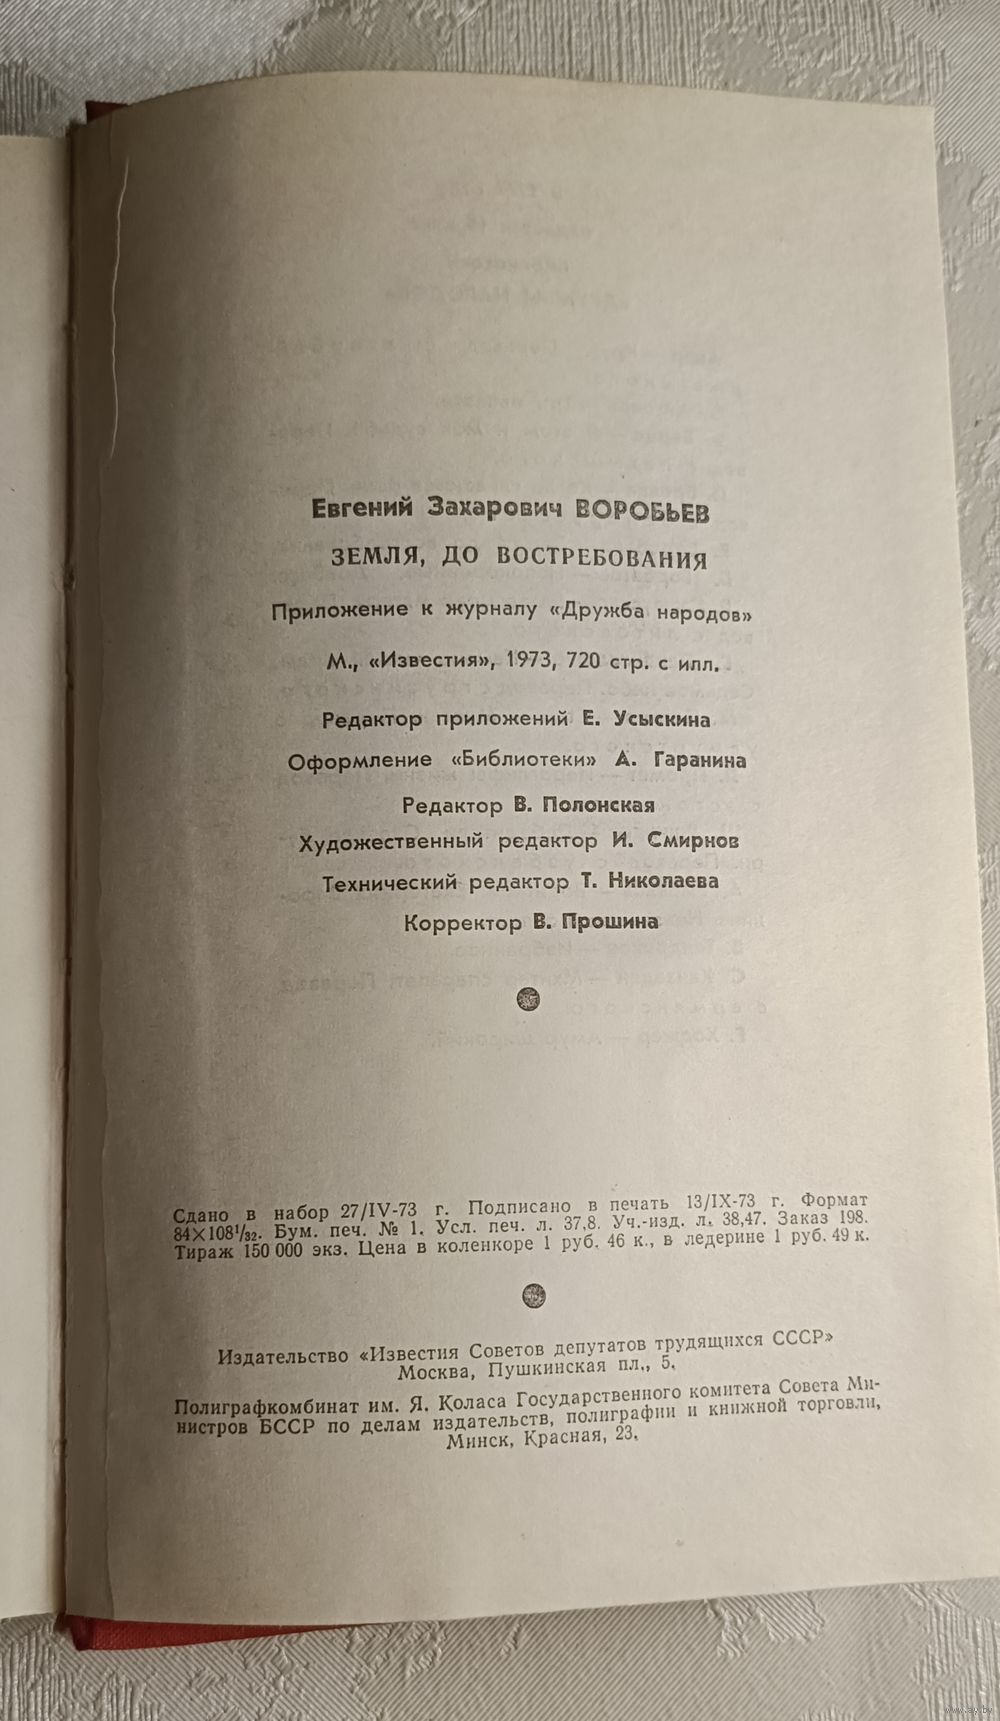 Евгений Захарович ВОРОБЬЕВ
ЗЕМЛЯ, ДО ВОСТРЕБОВАНИЯ
Приложение к журналу «Дружба народов»
М., «Известия», 1973, 720 стр. с илл.
Редактор приложений Е. Усыскина
Оформление «Библиотеки» А. Гаранина
Редактор В. Полонская
Художественный редактор И. Смирнов
Технический редактор Т. Николаева
Корректор В. Прошина
Сдано в набор 27/IV-73 г. Подписано в печать 13/IX-73 г. Формат
84×108¹/₃₂. Бум. печ. № 1. Усл. печ. л. 37,8. Уч.-изд. л. 38,47. Заказ 198.
Тираж 150 000 экз. Цена в коленкоре 1 руб. 46 к., в ледерине 1 руб. 49 к.
Издательство «Известия Советов депутатов трудящихся СССР»
Москва, Пушкинская пл., 5.
Полиграфкомбинат им. Я. Коласа Государственного комитета Совета Ми-
нистров БССР по делам издательств, полиграфии и книжной торговли,
Минск, Красная, 23.
www.ay.by